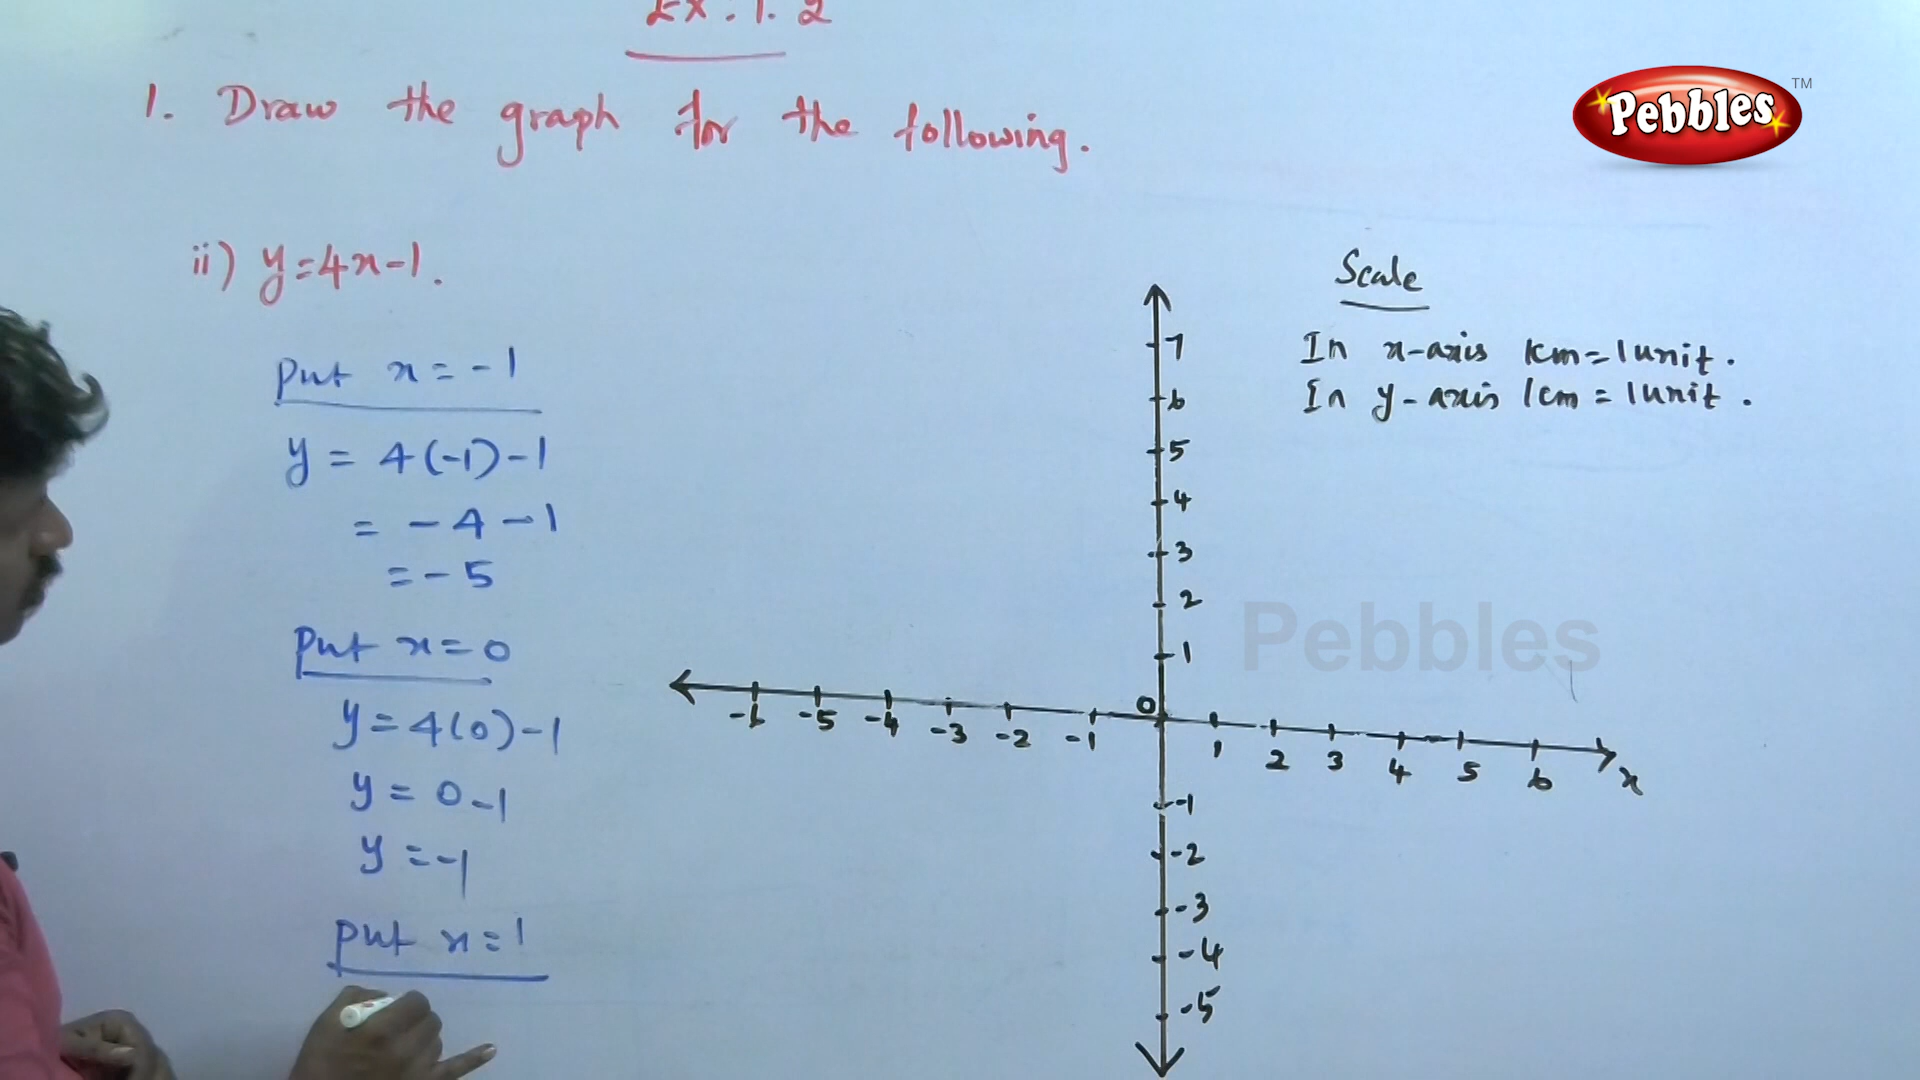 Ex. 1. 2
1. Draw the graph for the following.
ii) y=4x-1.
Put x=-1
y = 4(-1)-1
= -4-1
=-5
Put x=0
y=4(0)-1
y = 0-1
y =-1
Put x=1
Pebbles TM
Scale
In x-axis 1cm=1unit.
In y-axis 1cm = 1unit.
7
6
5
4
3
2
1
0
-6 -5 -4 -3 -2 -1
1 2 3 4 5 6 x
-1
-2
-3
-4
-5
Pebbles